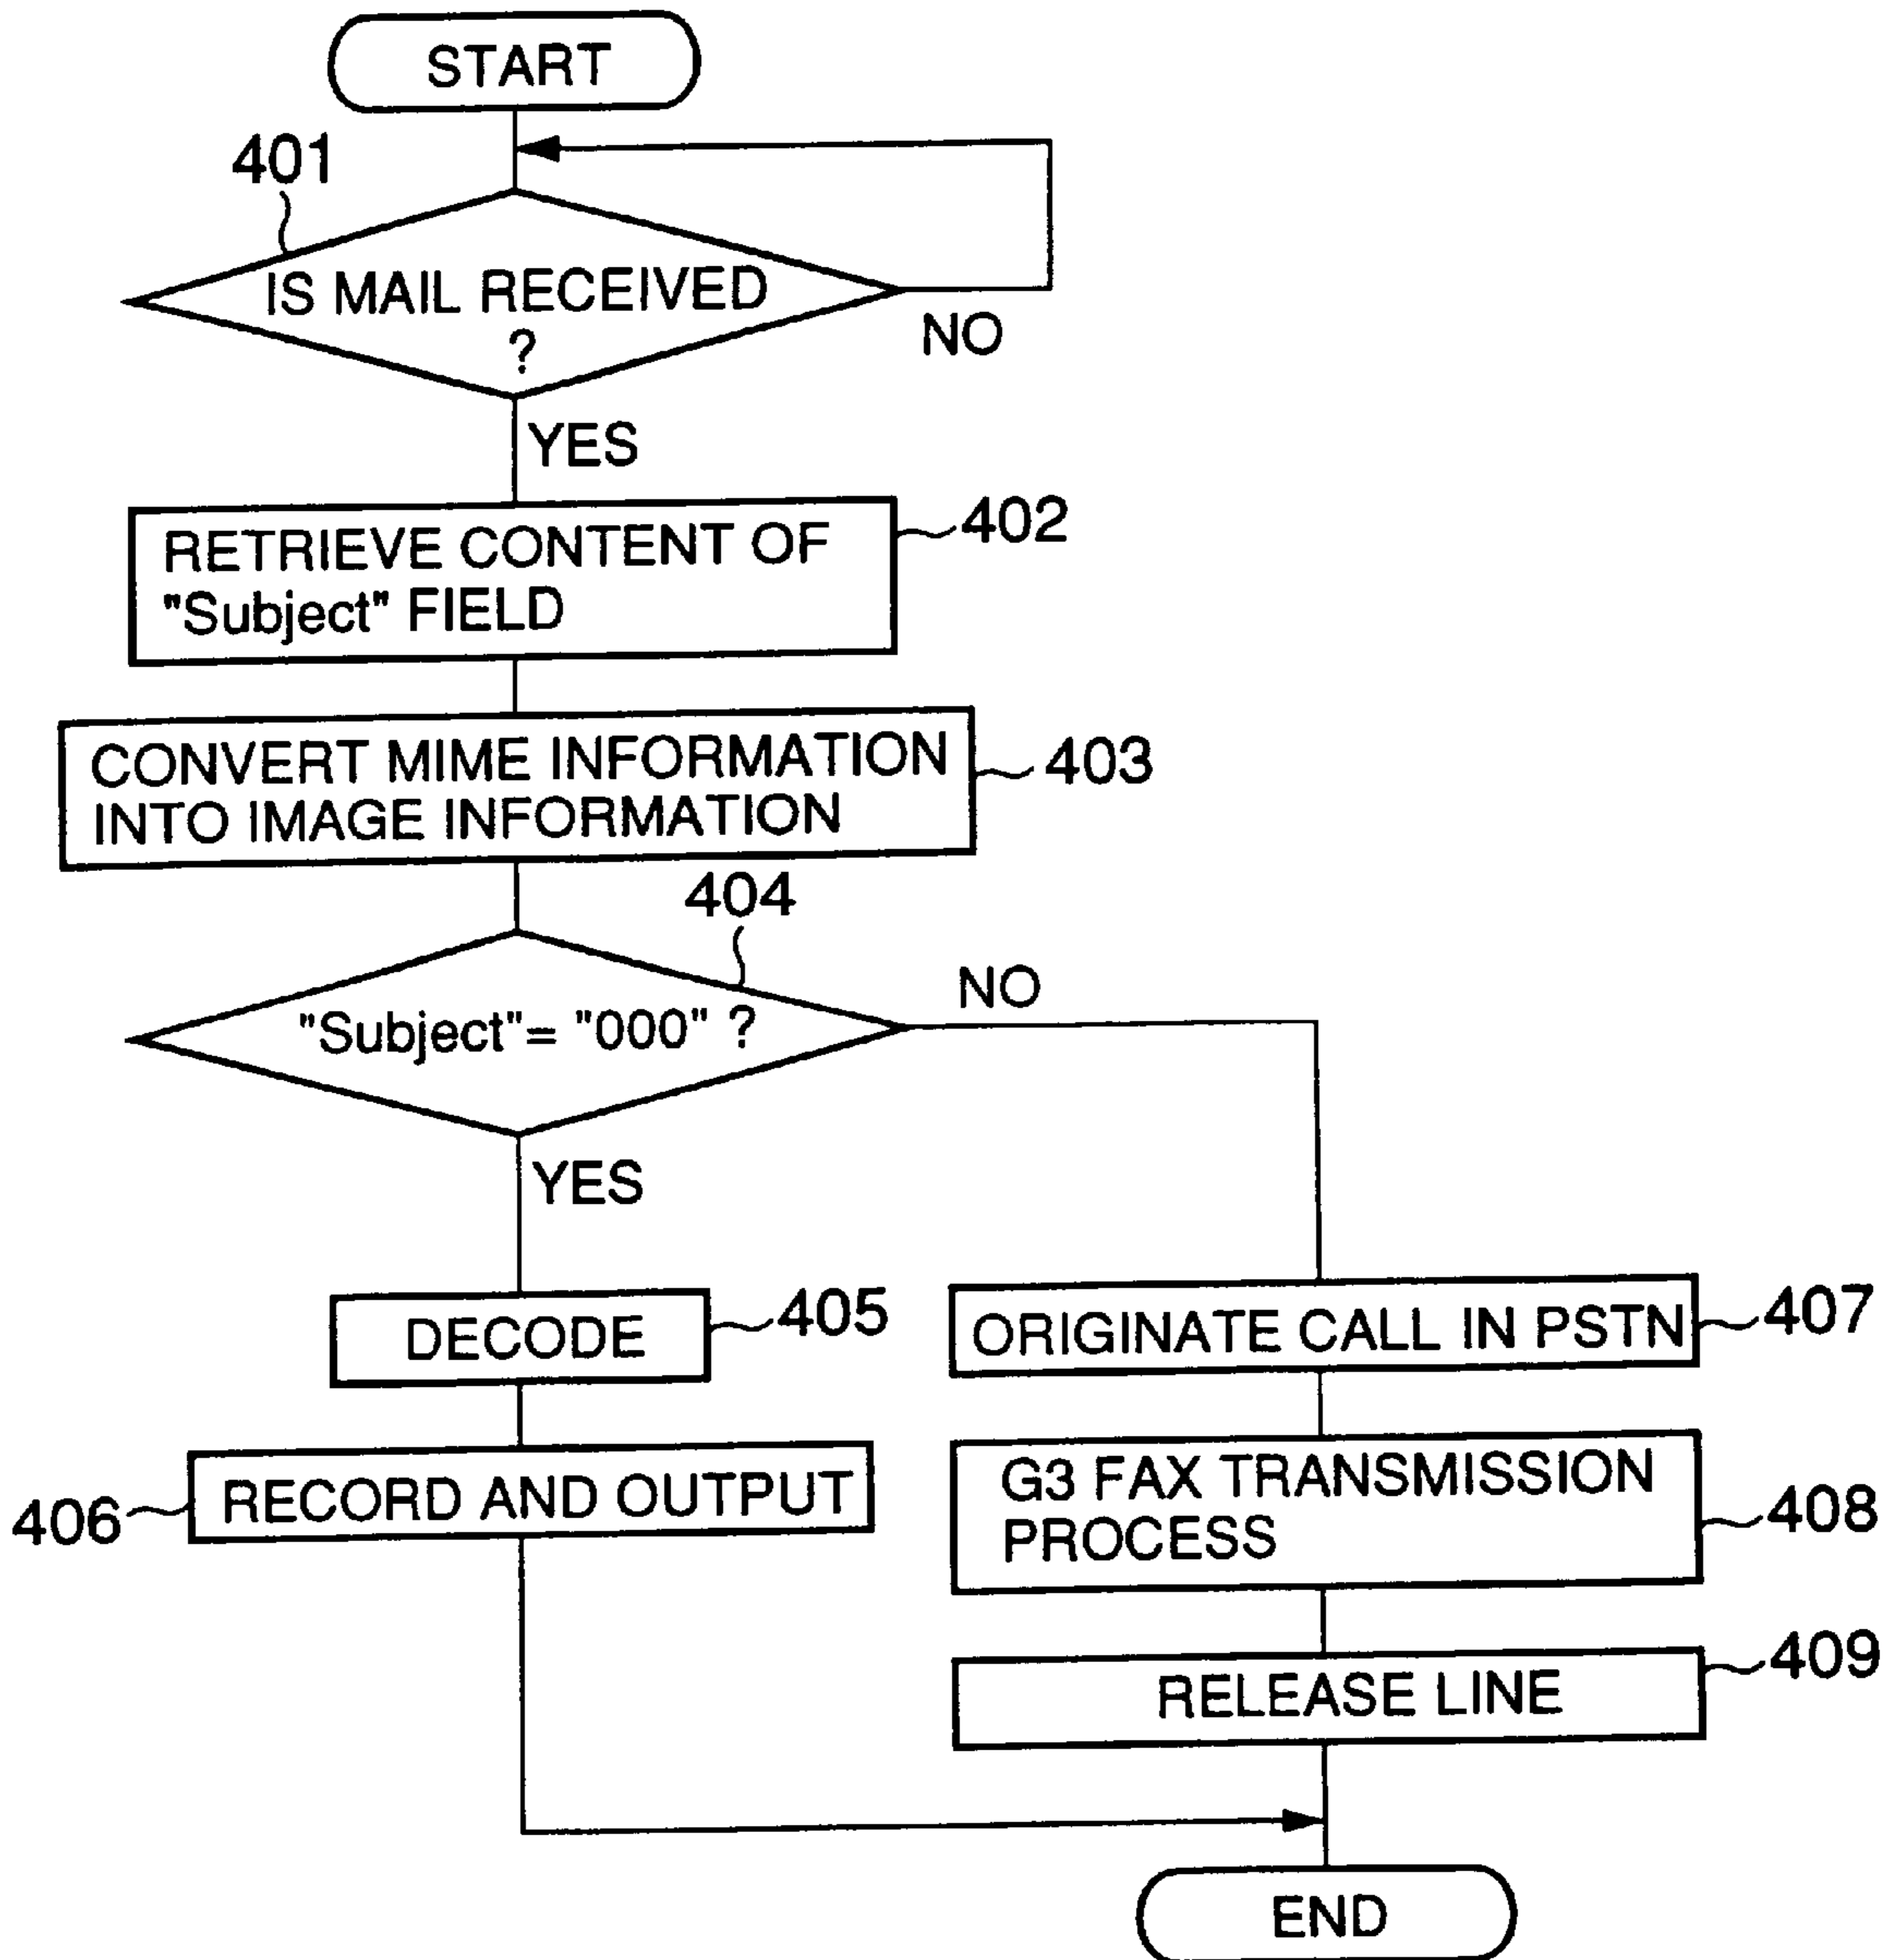 START
401
IS MAIL RECEIVED
?
NO
YES
RETRIEVE CONTENT OF
"Subject" FIELD
402
CONVERT MIME INFORMATION
INTO IMAGE INFORMATION
403
404
"Subject"= "000" ?
NO
YES
DECODE
405
ORIGINATE CALL IN PSTN
407
406
RECORD AND OUTPUT
G3 FAX TRANSMISSION
PROCESS
408
RELEASE LINE
409
END